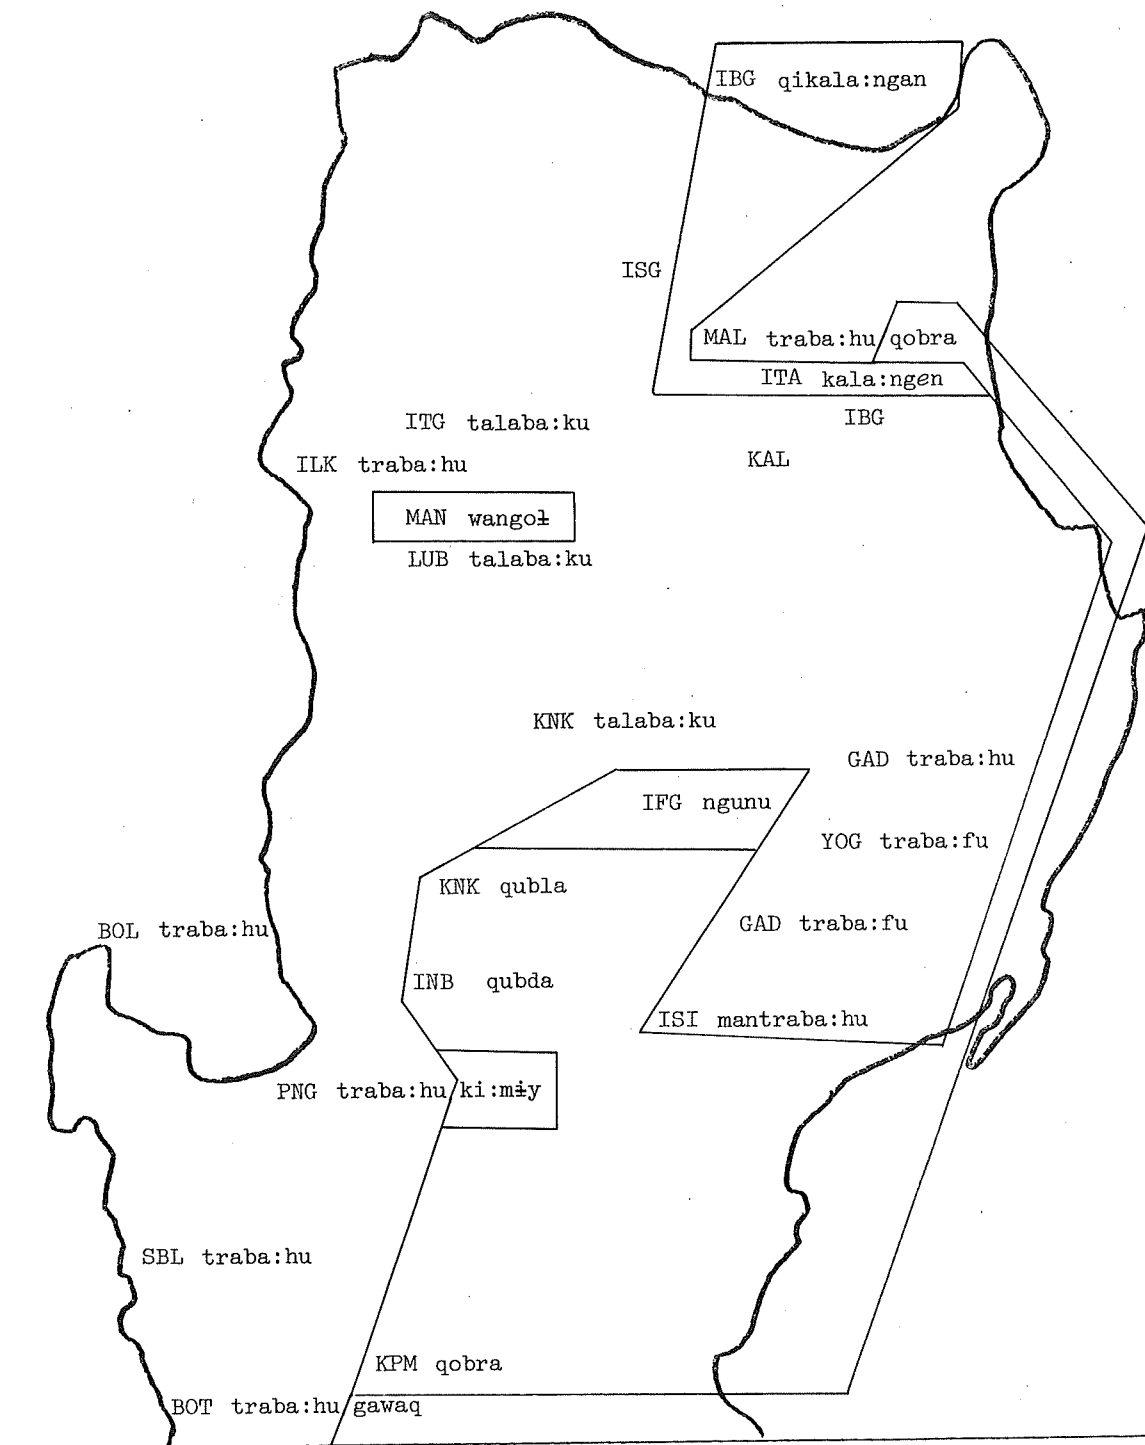 IBG qikala:ngan
ISG
MAL traba:hu/qobra
ITA kala:ngen
IBG
ITG talaba:ku
KAL
ILK traba:hu
MAN wangoɫ
LUB talaba:ku
KNK talaba:ku
GAD traba:hu
IFG ngunu
YOG traba:fu
KNK qubla
GAD traba:fu
BOL traba:hu
INB qubda
ISI mantraba:hu
PNG traba:hu/ki:mɨy
SBL traba:hu
KPM qobra
BOT traba:hu/gawaq